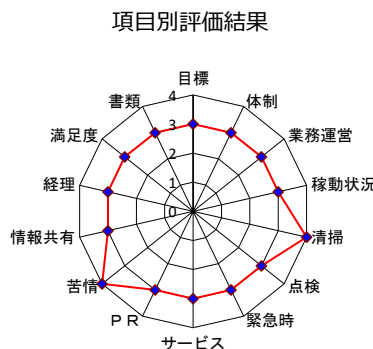 項目別評価結果
目標
体制
業務運営
稼動状況
清掃
点検
緊急時
サービス
ＰＲ
苦情
情報共有
経理
満足度
書類
4
3
2
1
0